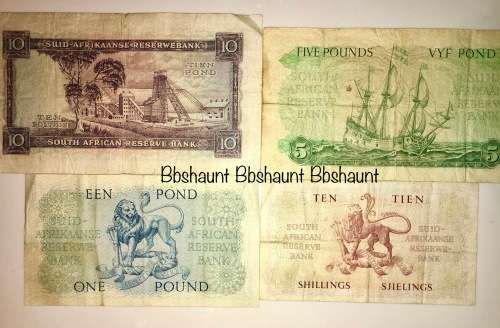 10 SUID-AFRIKAANSE RESERWEBANK 10
TIEN
POND
TEN
POUNDS
10 SOUTH AFRICAN RESERVE BANK 10
FIVE POUNDS VYF POND
SOUTH
AFRICAN
RESERVE
BANK
5 5
Bbshaunt Bbshaunt Bbshaunt
EEN POND
SUID-
AFRIKAANSE
RESERWE-
BANK
SOUTH
AFRICAN
RESERVE
BANK
ONE POUND
TEN TIEN
SOUTH
AFRICAN
RESERVE
BANK
SUID-
AFRIKAANSE
RESERWE-
BANK
SHILLINGS SJIELINGS